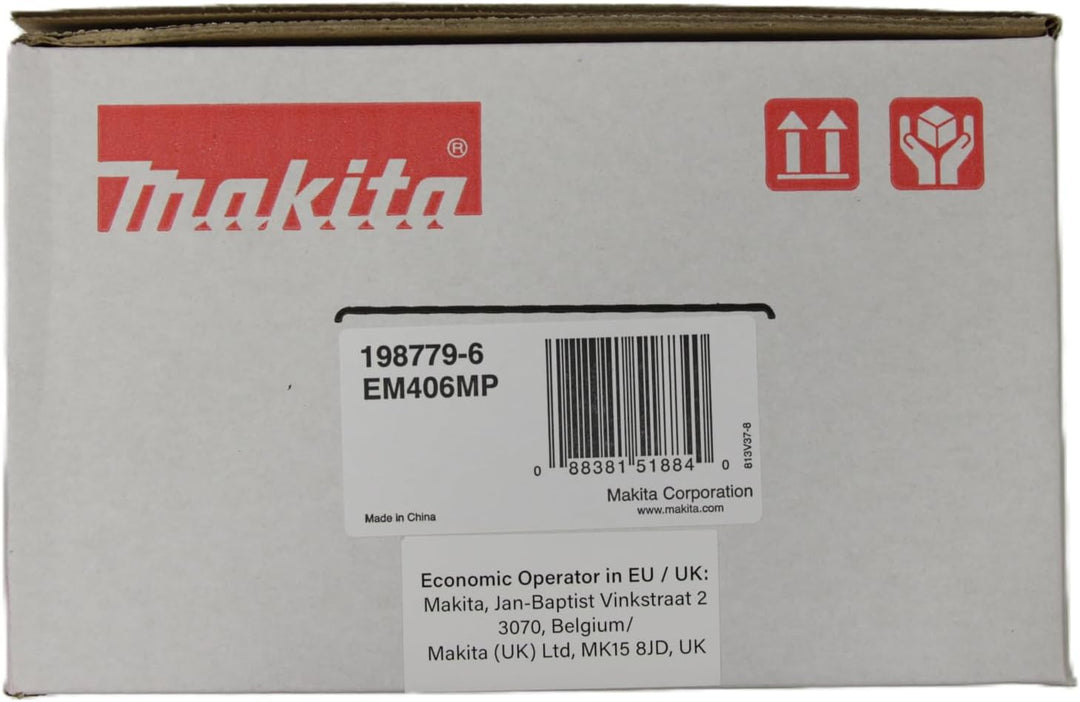 makita®
198779-6
EM406MP
0 88381 51884 0
813V37-8
Makita Corporation
www.makita.com
Made in China
Economic Operator in EU / UK:
Makita, Jan-Baptist Vinkstraat 2
3070, Belgium/
Makita (UK) Ltd, MK15 8JD, UK